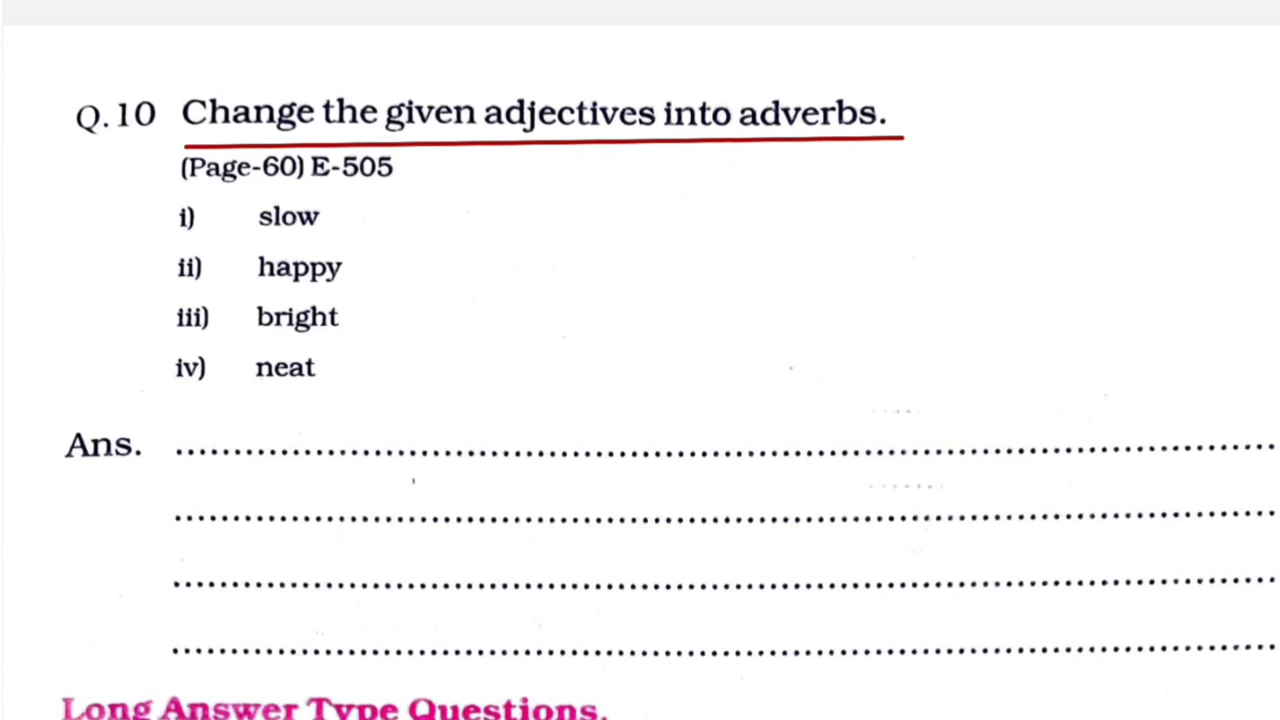 Q.10 Change the given adjectives into adverbs.
(Page-60) E-505
i) slow
ii) happy
iii) bright
iv) neat
Ans. ................................................................................
................................................................................
................................................................................
................................................................................
Long Answer Type Questions.